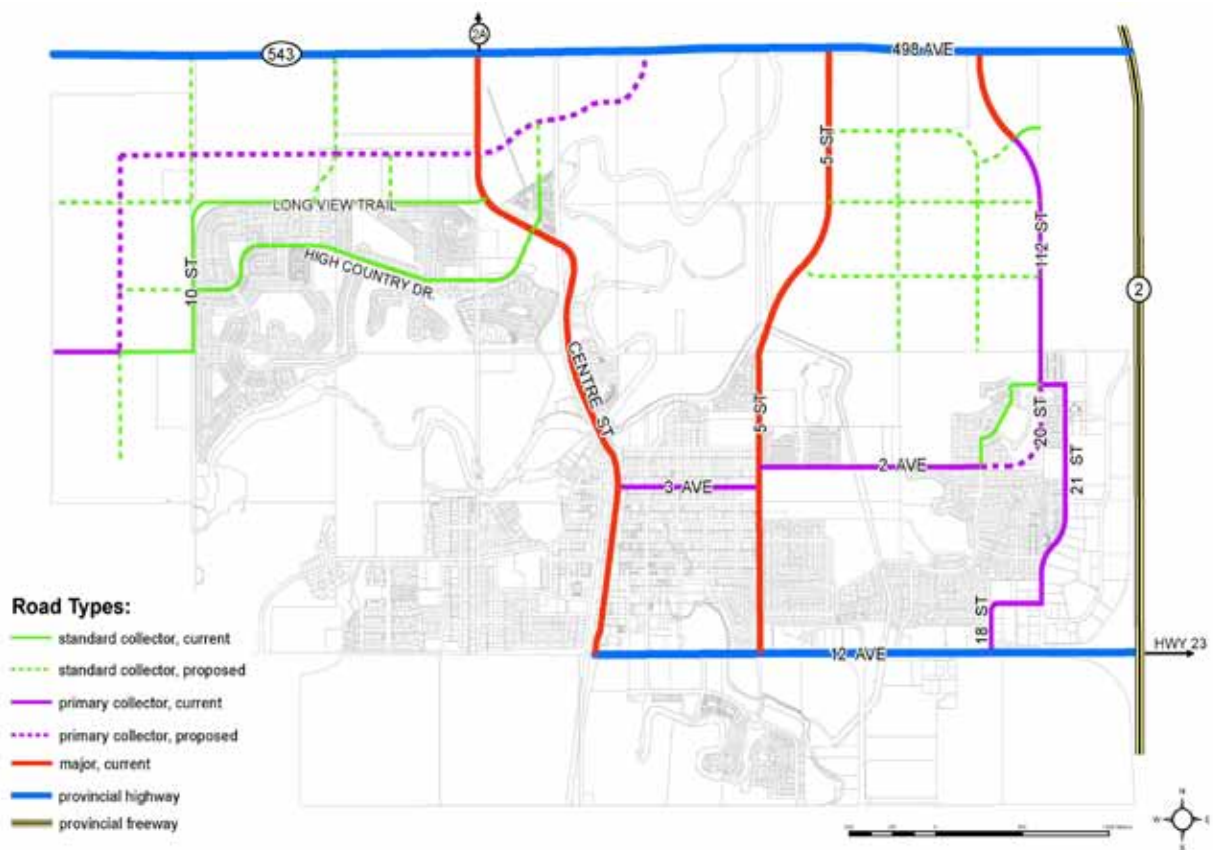 2A
543
498 AVE
5 ST
LONG VIEW TRAIL
112 ST
HIGH COUNTRY DR.
10 ST
2
CENTRE ST
5 ST
20 ST
2 AVE
21 ST
3 AVE
18 ST
12 AVE
HWY 23
Road Types:
standard collector, current
standard collector, proposed
primary collector, current
primary collector, proposed
major, current
provincial highway
provincial freeway
N
W E
S